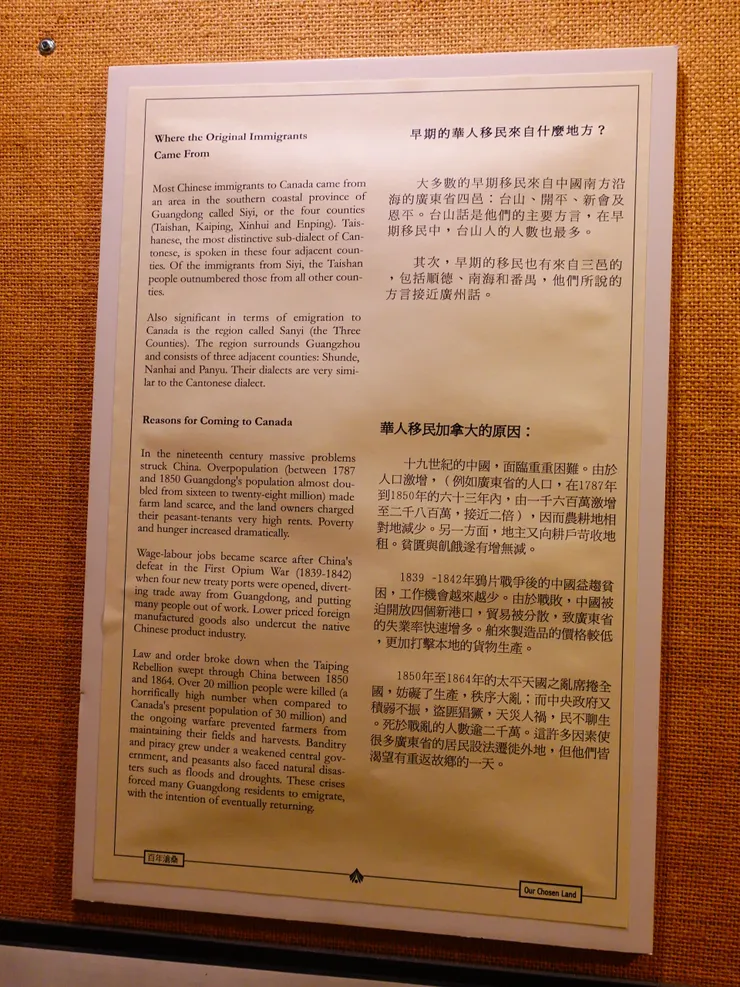 Where the Original Immigrants
Came From
Most Chinese immigrants to Canada came from
an area in the southern coastal province of
Guangdong called Siyi, or the four counties
(Taishan, Kaiping, Xinhui and Enping). Tais-
hanese, the most distinctive sub-dialect of Can-
tonese, is spoken in these four adjacent coun-
ties. Of the immigrants from Siyi, the Taishan
people outnumbered those from all other coun-
ties.
Also significant in terms of emigration to
Canada is the region called Sanyi (the Three
Counties). The region surrounds Guangzhou
and consists of three adjacent counties: Shunde,
Nanhai and Panyu. Their dialects are very simi-
lar to the Cantonese dialect.
Reasons for Coming to Canada
In the nineteenth century massive problems
struck China. Overpopulation (between 1787
and 1850 Guangdong's population almost dou-
bled from sixteen to twenty-eight million) made
farm land scarce, and the land owners charged
their peasant-tenants very high rents. Poverty
and hunger increased dramatically.
Wage-labour jobs became scarce after China's
defeat in the First Opium War (1839-1842)
when four new treaty ports were opened, divert-
ing trade away from Guangdong, and putting
many people out of work. Lower priced foreign
manufactured goods also undercut the native
Chinese product industry.
Law and order broke down when the Taiping
Rebellion swept through China between 1850
and 1864. Over 20 million people were killed (a
horrifically high number when compared to
Canada's present population of 30 million) and
the ongoing warfare prevented farmers from
maintaining their fields and harvests. Banditry
and piracy grew under a weakened central gov-
ernment, and peasants also faced natural disas-
ters such as floods and droughts. These crises
forced many Guangdong residents to emigrate,
with the intention of eventually returning.
早期的華人移民來自什麼地方？
大多數的早期移民來自中國南方沿
海的廣東省四邑：台山、開平、新會及
恩平。台山話是他們的主要方言，在早
期移民中，台山人的人數也最多。
其次，早期的移民也有來自三邑的
，包括順德、南海和番禺，他們所說的
方言接近廣州話。
華人移民加拿大的原因：
十九世紀的中國，面臨重重困難。由於
人口激增，（例如廣東省的人口，在1787年
到1850年的六十三年內，由一千六百萬激增
至二千八百萬，接近二倍），因而農耕地相
對地減少。另一方面，地主又向耕戶苛收地
租。貧匱與飢餓遂有增無減。
1839 -1842年鴉片戰爭後的中國益趨貧
困，工作機會越來越少。由於戰敗，中國被
迫開放四個新港口，貿易被分散，致廣東省
的失業率快速增多。舶來製造品的價格較低
，更加打擊本地的貨物生產。
1850年至1864年的太平天國之亂席捲全
國，妨礙了生產，秩序大亂；而中央政府又
積弱不振，盜匪猖獗，天災人禍，民不聊生
。死於戰亂的人數逾二千萬。這許多因素使
很多廣東省的居民設法遷徙外地，但他們皆
渴望有重返故鄉的一天。
百年滄桑
Our Chosen Land